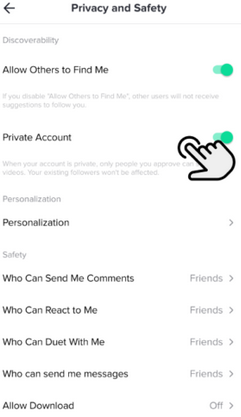 Privacy and Safety
Discoverability
Allow Others to Find Me
If you disable "Allow Others to Find Me", other users will not receive
suggestions to follow you.
Private Account
When your account is private, only people you approve can
videos. Your existing followers won't be affected.
Personalization
Personalization
Safety
Who Can Send Me Comments Friends
Who Can React to Me Friends
Who Can Duet With Me Friends
Who can send me messages Friends
Allow Download Off